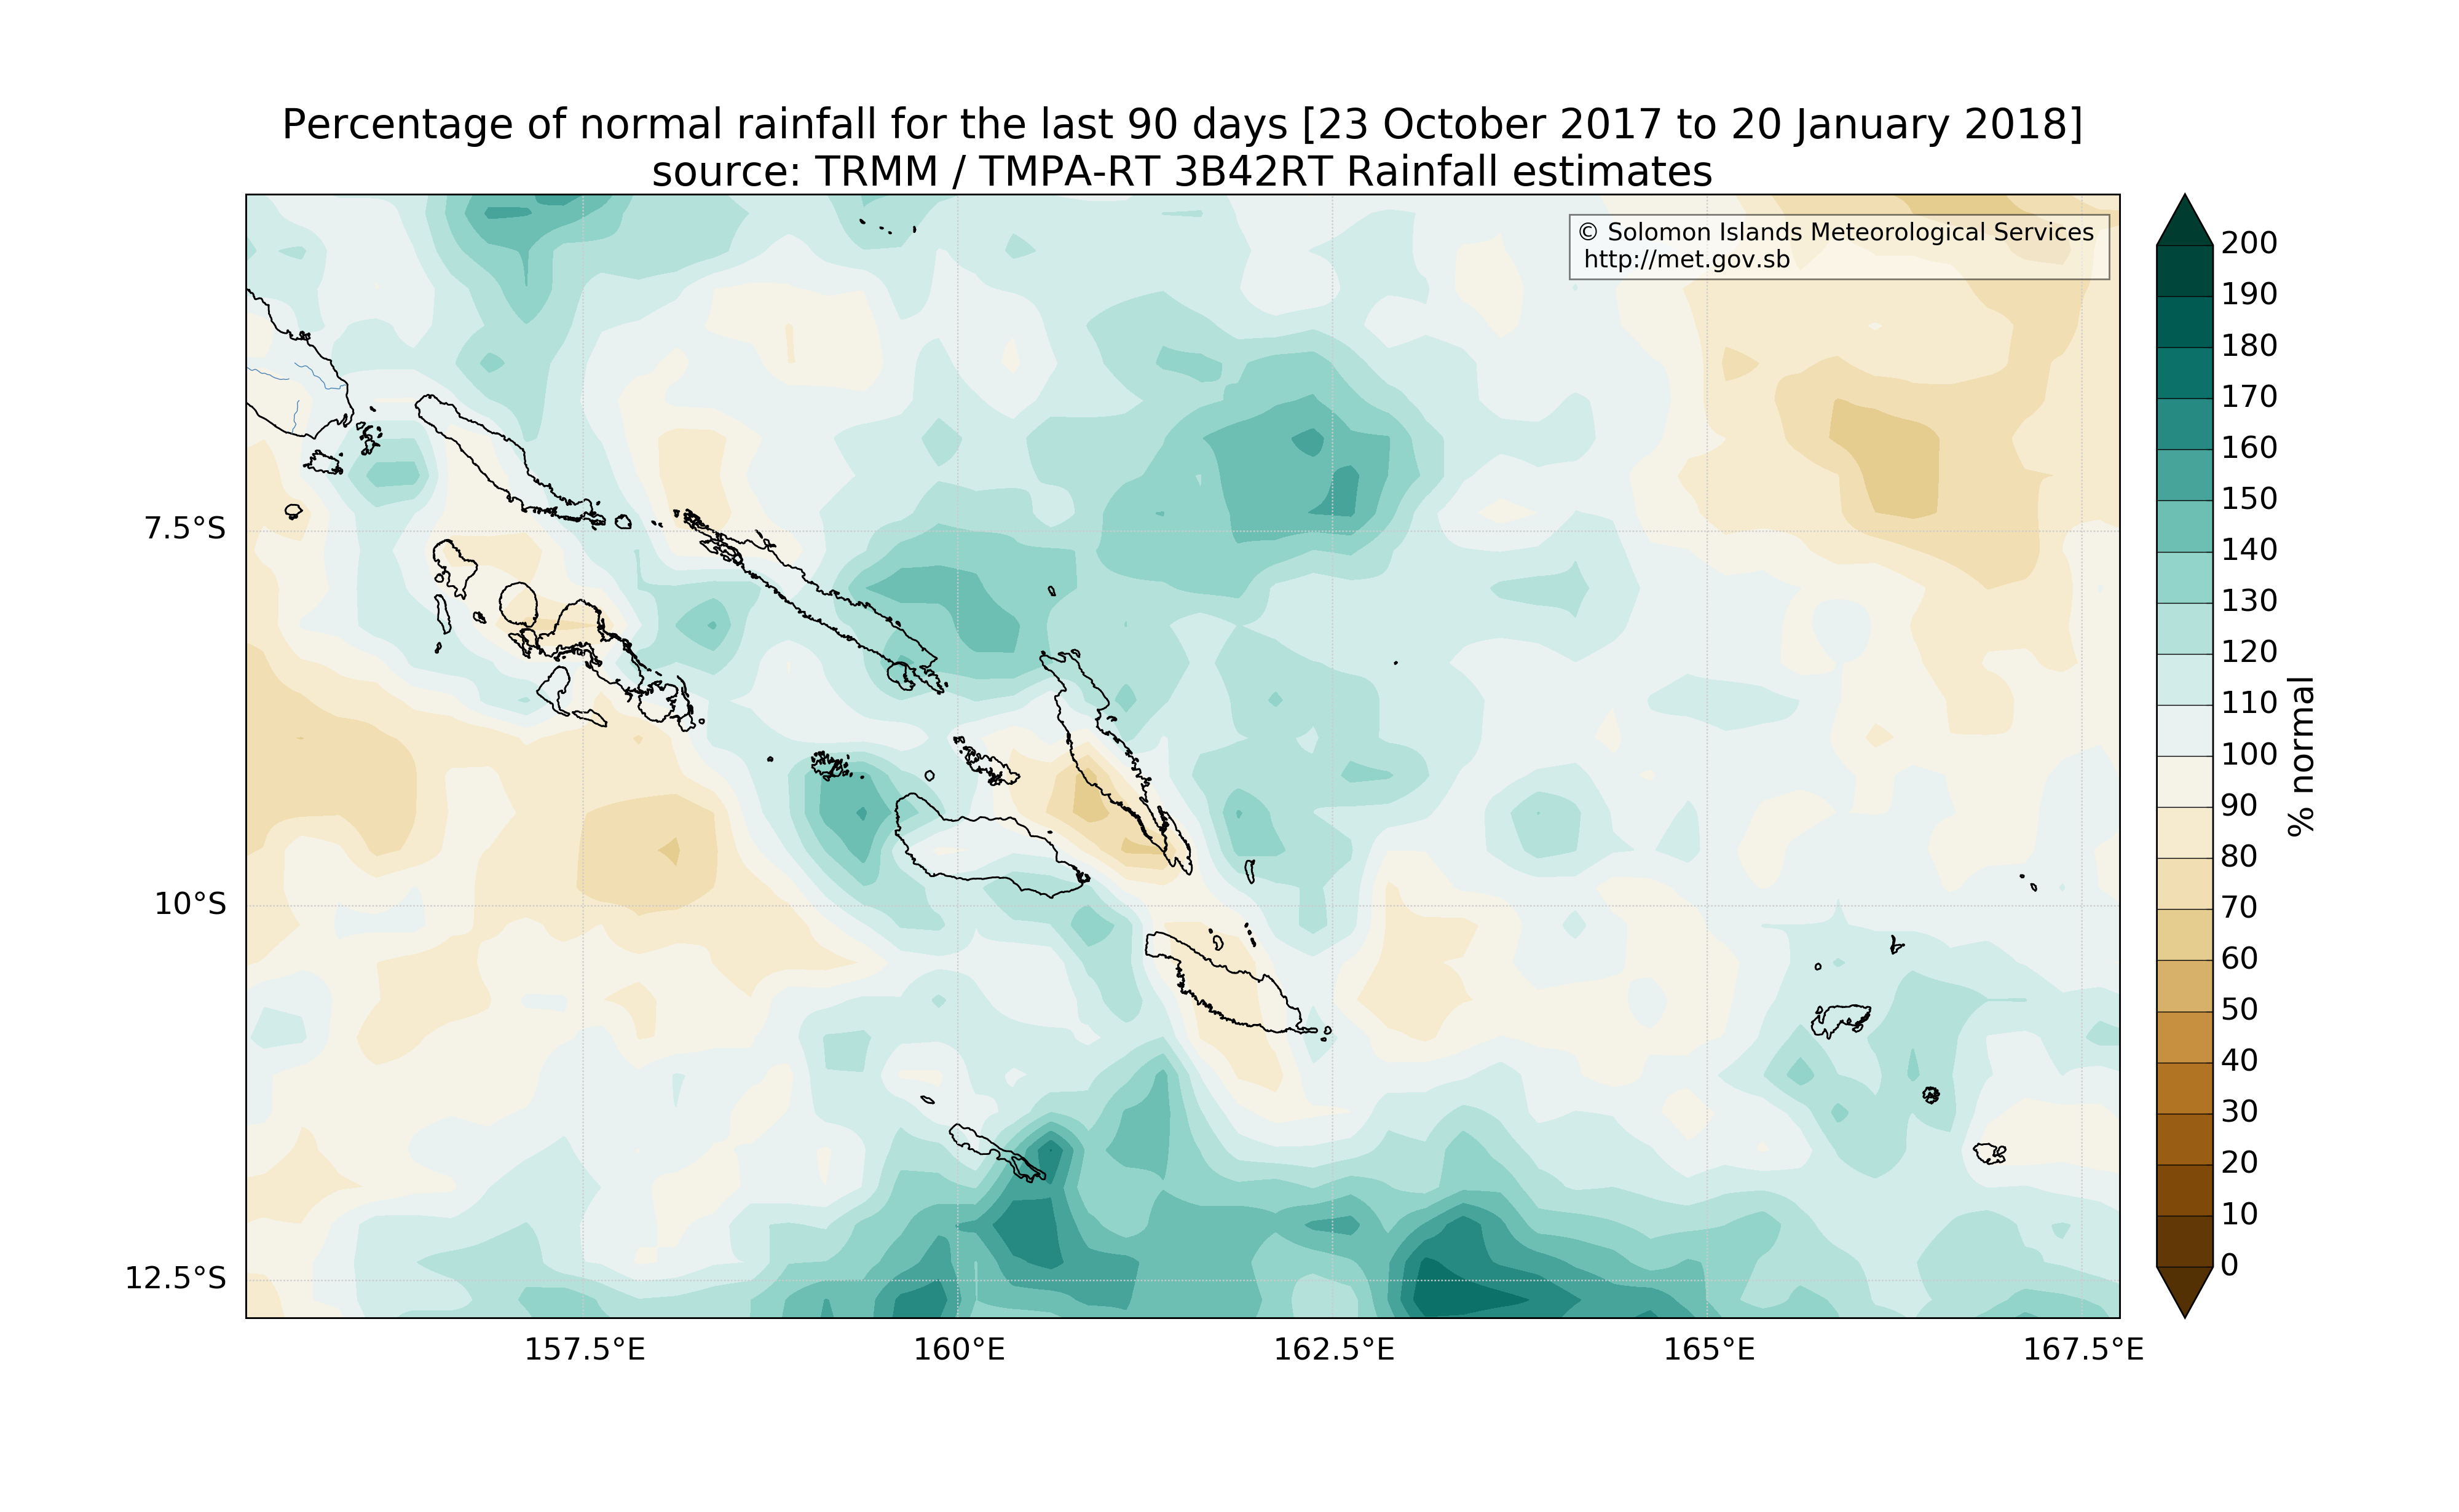 Percentage of normal rainfall for the last 90 days [23 October 2017 to 20 January 2018]
source: TRMM / TMPA-RT 3B42RT Rainfall estimates
© Solomon Islands Meteorological Services
http://met.gov.sb
7.5°S
10°S
12.5°S
157.5°E
160°E
162.5°E
165°E
167.5°E
200
190
180
170
160
150
140
130
120
110
100
90
80
70
60
50
40
30
20
10
0
% normal